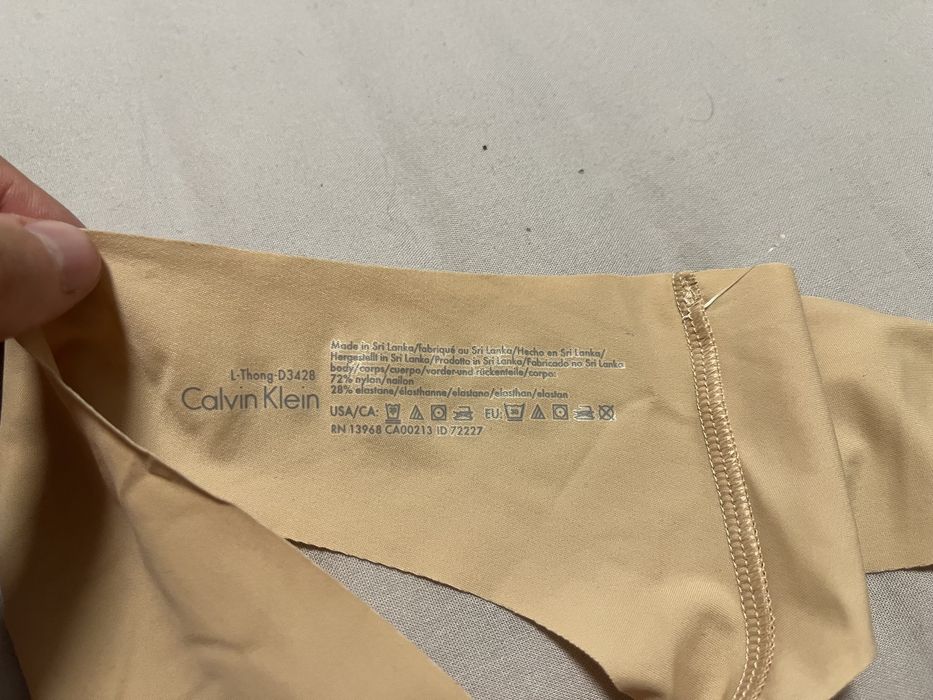 L-Thong-D3428
Calvin Klein
Made in Sri Lanka/fabriqué au Sri Lanka/Hecho en Sri Lanka/
Hergestellt in Sri Lanka/Prodotto in Sri Lanka/Fabricado no Sri Lanka
body/corps/cuerpo/vorder-und rückenteile/corpo:
72% nylon/nailon
28% elastane/élasthanne/elastano/elasthan/elastan
USA/CA: EU:
RN 13968 CA00213 ID 72227